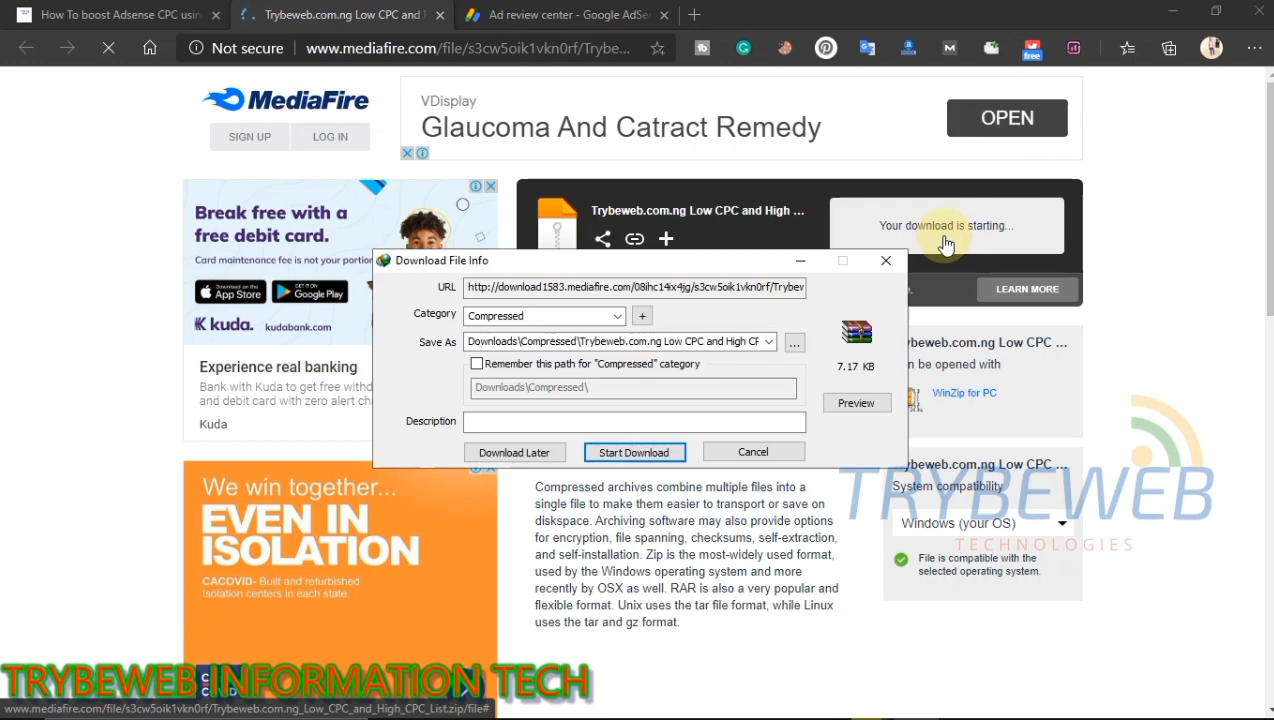 How To boost Adsense CPC usin
Trybeweb.com.ng Low CPC and
Ad review center - Google AdSe
Not secure
www.mediafire.com/file/s3cw5oik1vkn0rf/Trybe...
free
MediaFire
SIGN UP
LOG IN
VDisplay
Glaucoma And Catract Remedy
OPEN
Break free with a
free debit card.
Card maintenance fee is not your portion
App Store
Google Play
kuda.
kudabank.com
Experience real banking
Bank with Kuda to get free withd
and debit card with zero alert cha
Kuda
Trybeweb.com.ng Low CPC and High ...
Your download is starting...
LEARN MORE
Download File Info
URL
http://download1583.mediafire.com/08ihc14ix4jg/s3cw5oik1vkn0rf/Trybew
Category
Compressed
+
Save As
Downloads\Compressed\Trybeweb.com.ng Low CPC and High CF
...
Remember this path for "Compressed" category
Downloads\Compressed\
Description
7.17 KB
Preview
Download Later
Start Download
Cancel
ybeweb.com.ng Low CPC ...
n be opened with
WinZip for PC
ybeweb.com.ng Low CPC ...
System compatibility
Windows (your OS)
File is compatible with the
selected operating system.
TRYBEWEB
TECHNOLOGIES
We win together...
EVEN IN
ISOLATION
CACOVID- Built and refurbished
isolation centers in each state.
Compressed archives combine multiple files into a
single file to make them easier to transport or save on
diskspace. Archiving software may also provide options
for encryption, file spanning, checksums, self-extraction,
and self-installation. Zip is the most-widely used format,
used by the Windows operating system and more
recently by OSX as well. RAR is also a very popular and
flexible format. Unix uses the tar file format, while Linux
uses the tar and gz format.
TRYBEWEB INFORMATION TECH
www.mediafire.com/file/s3cw5oik1vkn0rf/Trybeweb.com.ng_Low_CPC_and_High_CPC_List.zip/file#